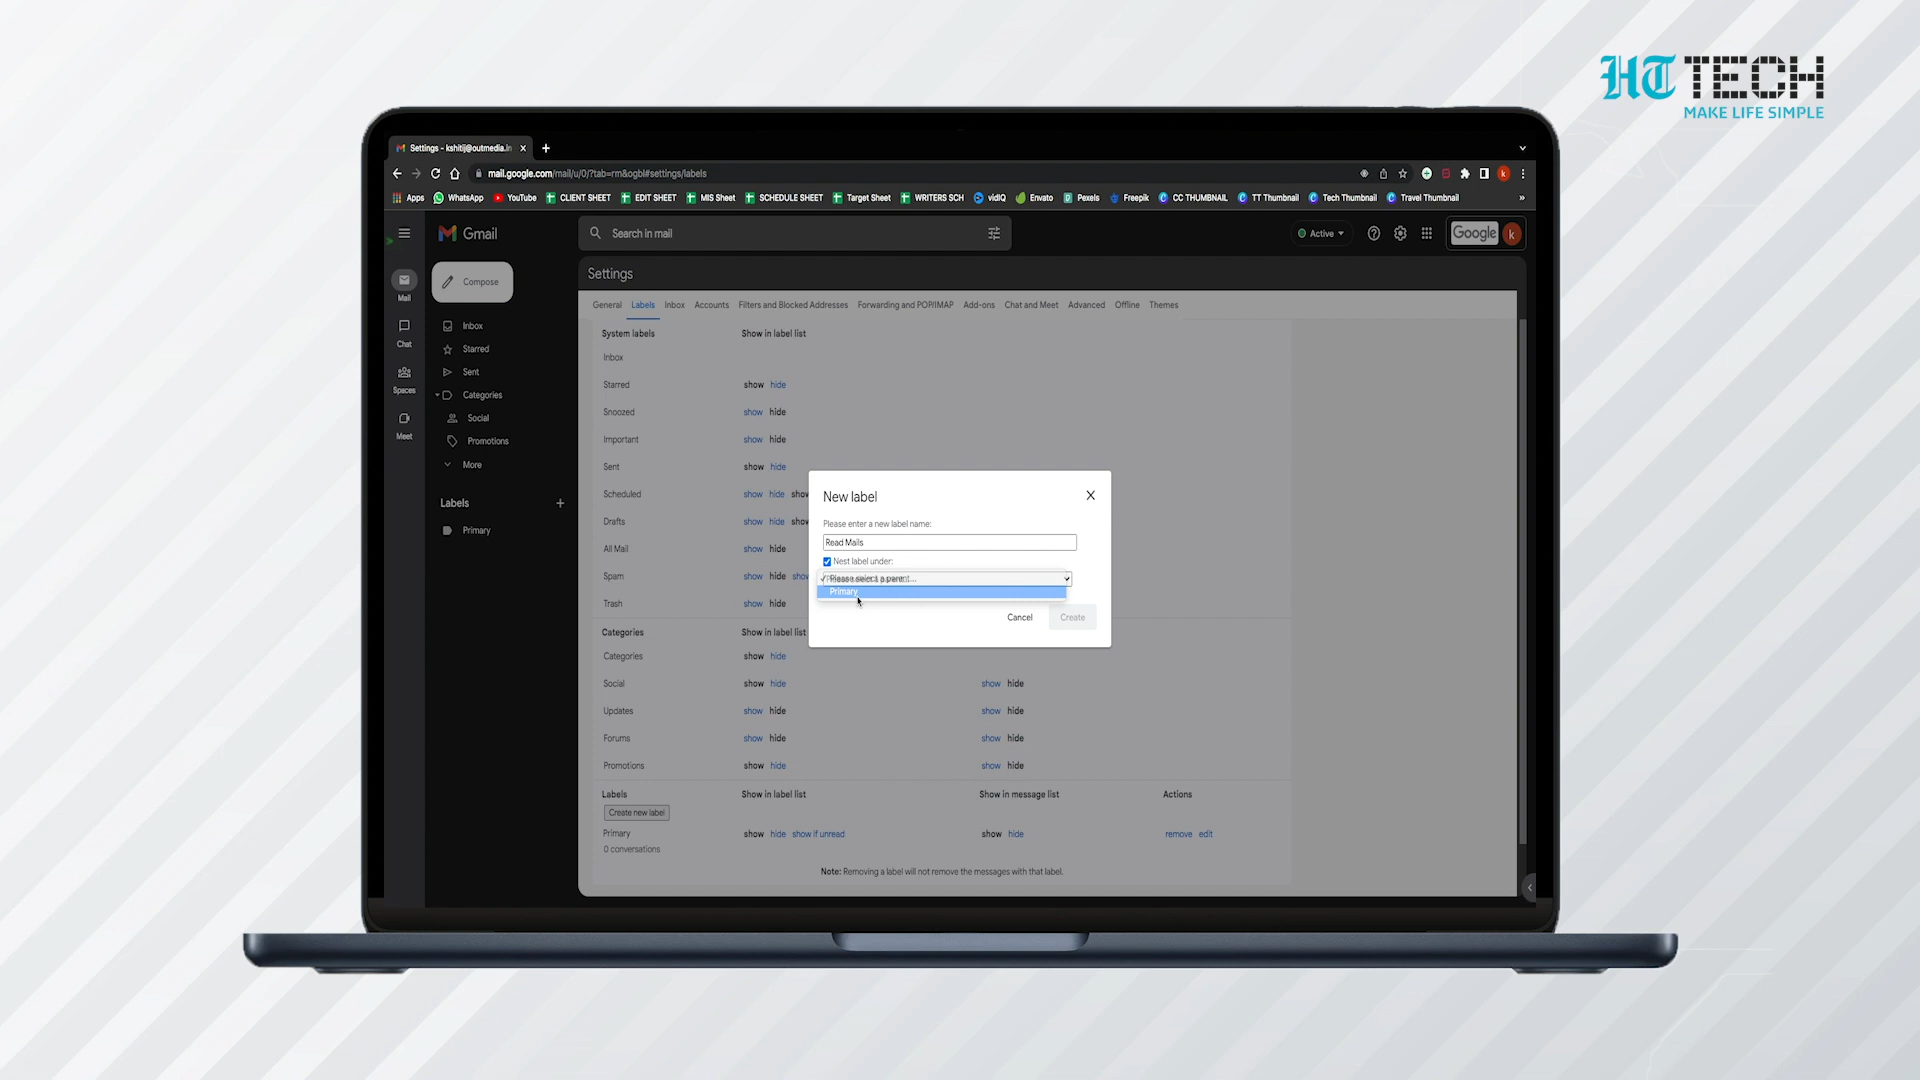 HT TECH
MAKE LIFE SIMPLE
Settings - kshitij@outmedia.in
mail.google.com/mail/u/0/?tab=rm&ogbl#settings/labels
Apps WhatsApp YouTube CLIENT SHEET EDIT SHEET MIS Sheet SCHEDULE SHEET Target Sheet WRITERS SCH vidIQ Envato Pexels Freepik CC THUMBNAIL TT Thumbnail Tech Thumbnail Travel Thumbnail
Gmail
Search in mail
Active
Google
k
Mail
Chat
Spaces
Meet
Compose
Inbox
Starred
Sent
Categories
Social
Promotions
More
Labels
Primary
Settings
General Labels Inbox Accounts Filters and Blocked Addresses Forwarding and POP/IMAP Add-ons Chat and Meet Advanced Offline Themes
System labels Show in label list
Inbox
Starred show hide
Snoozed show hide
Important show hide
Sent show hide
Scheduled show hide show
Drafts show hide show
All Mail show hide
Spam show hide show
Trash show hide
Categories Show in label list
Categories show hide
Social show hide show hide
Updates show hide show hide
Forums show hide show hide
Promotions show hide show hide
Labels Show in label list Show in message list Actions
Create new label
Primary show hide show if unread show hide remove edit
0 conversations
Note: Removing a label will not remove the messages with that label.
New label
Please enter a new label name:
Read Mails
Nest label under:
Please select a parent...
Primary
Cancel Create